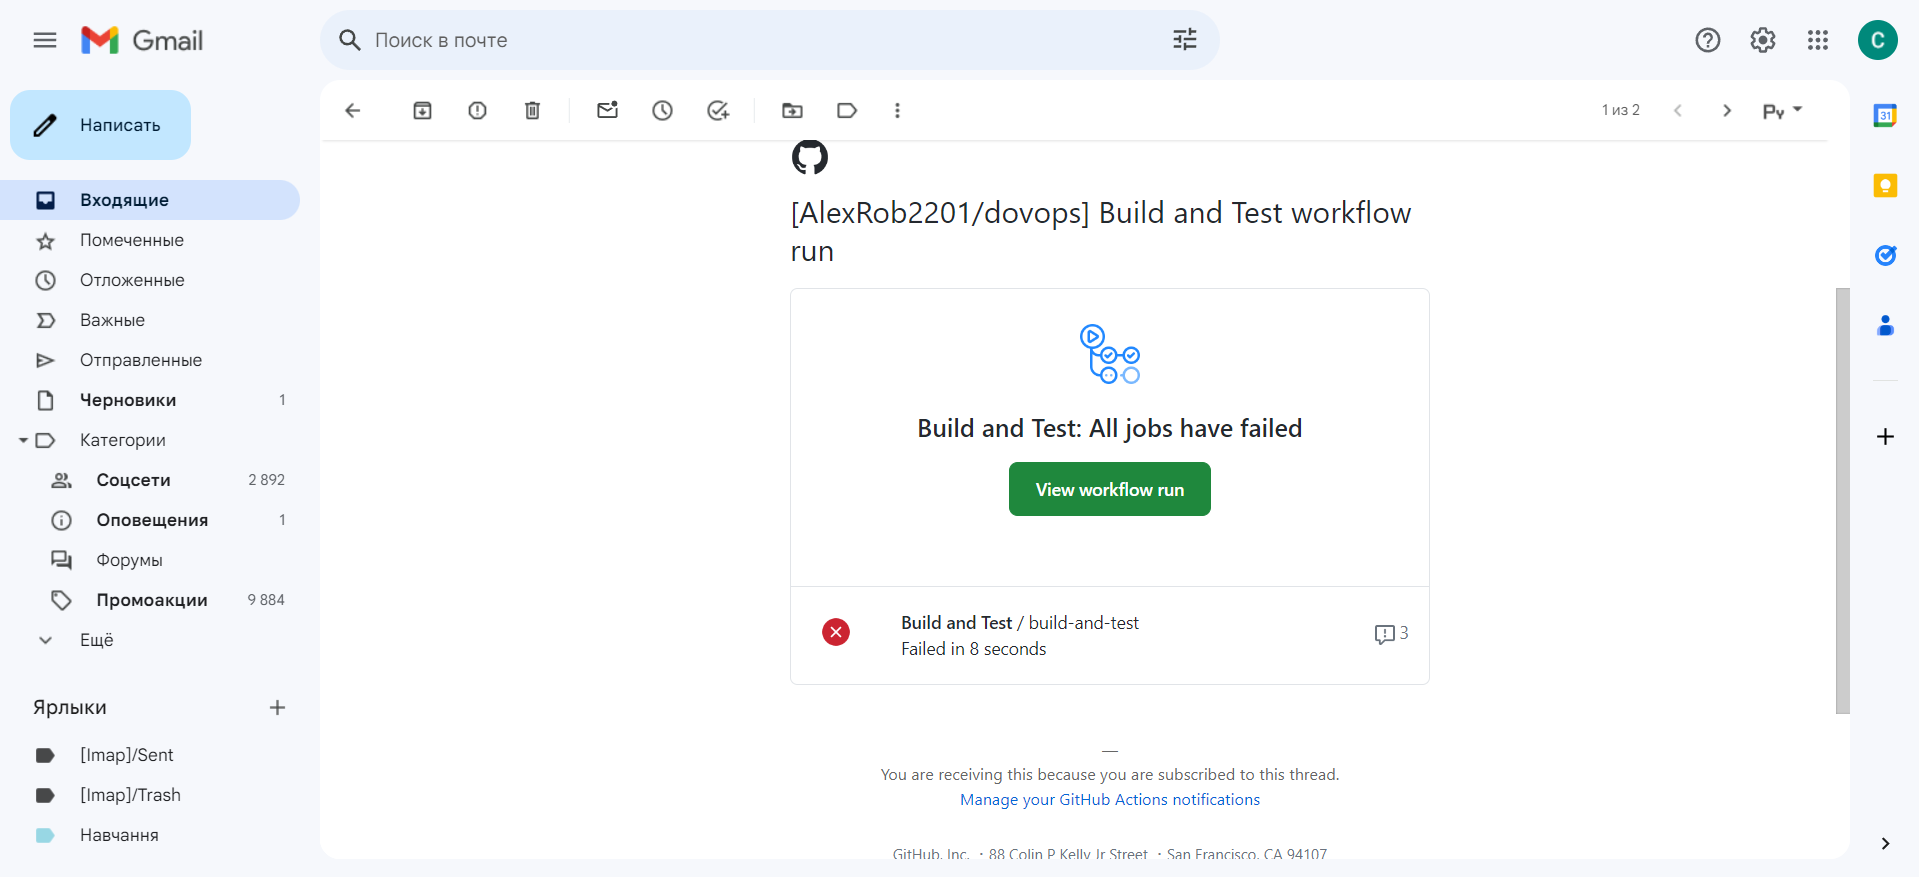 Gmail
Поиск в почте
C
Написать
1 из 2
Ру
31
Входящие
Помеченные
Отложенные
Важные
Отправленные
Черновики 1
Категории
Соцсети 2 892
Оповещения 1
Форумы
Промоакции 9 884
Ещё
Ярлыки
[Imap]/Sent
[Imap]/Trash
Навчання
[AlexRob2201/dovops] Build and Test workflow
run
Build and Test: All jobs have failed
View workflow run
Build and Test / build-and-test
Failed in 8 seconds
3
—
You are receiving this because you are subscribed to this thread.
Manage your GitHub Actions notifications
GitHub, Inc. ・88 Colin P Kelly Jr Street ・San Francisco, CA 94107